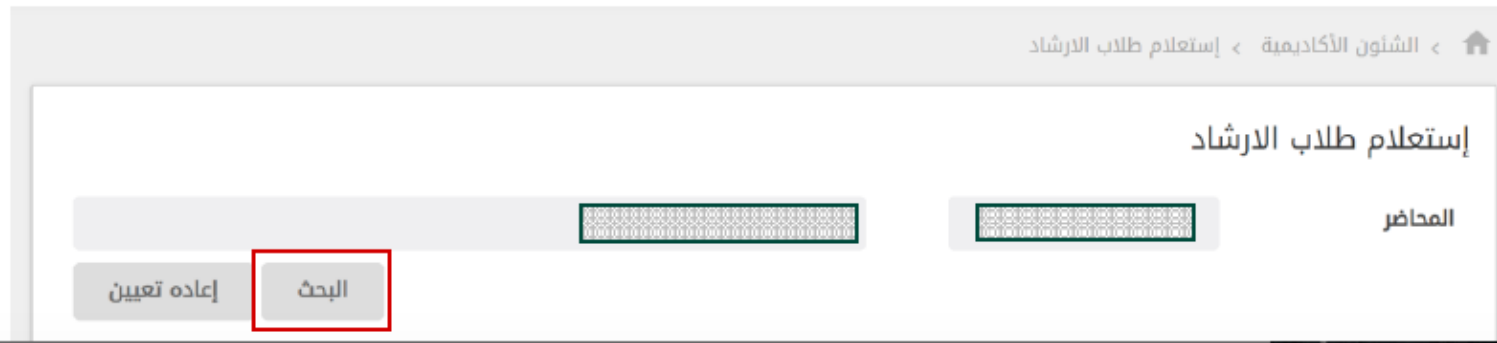 الشئون الأكاديمية > إستعلام طلاب الارشاد
إستعلام طلاب الارشاد
المحاضر
البحث إعاده تعيين